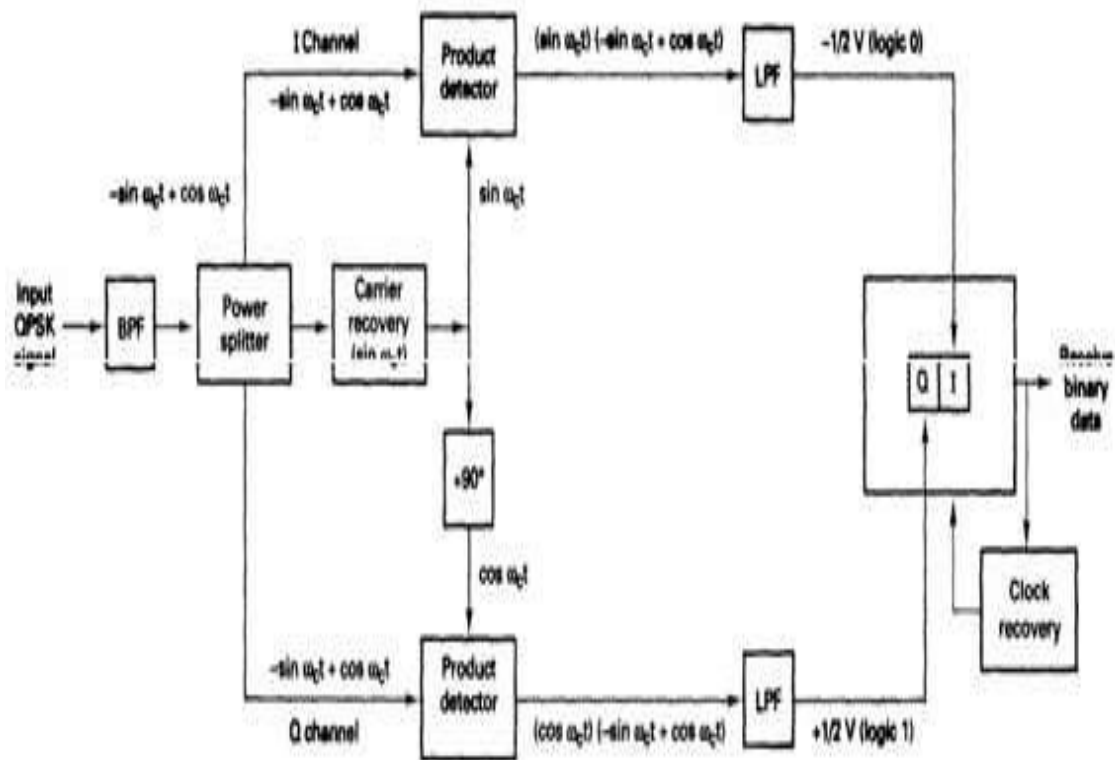 I Channel
−sin ωct + cos ωct
Product
detector
(sin ωct) (−sin ωct + cos ωct)
LPF
−1/2 V (logic 0)
−sin ωct + cos ωct
sin ωct
Input
QPSK
signal
BPF
Power
splitter
Carrier
recovery
(sin ωct)
Q I
binary
data
+90°
cos ωct
Clock
recovery
−sin ωct + cos ωct
Q channel
Product
detector
(cos ωct) (−sin ωct + cos ωct)
LPF
+1/2 V (logic 1)